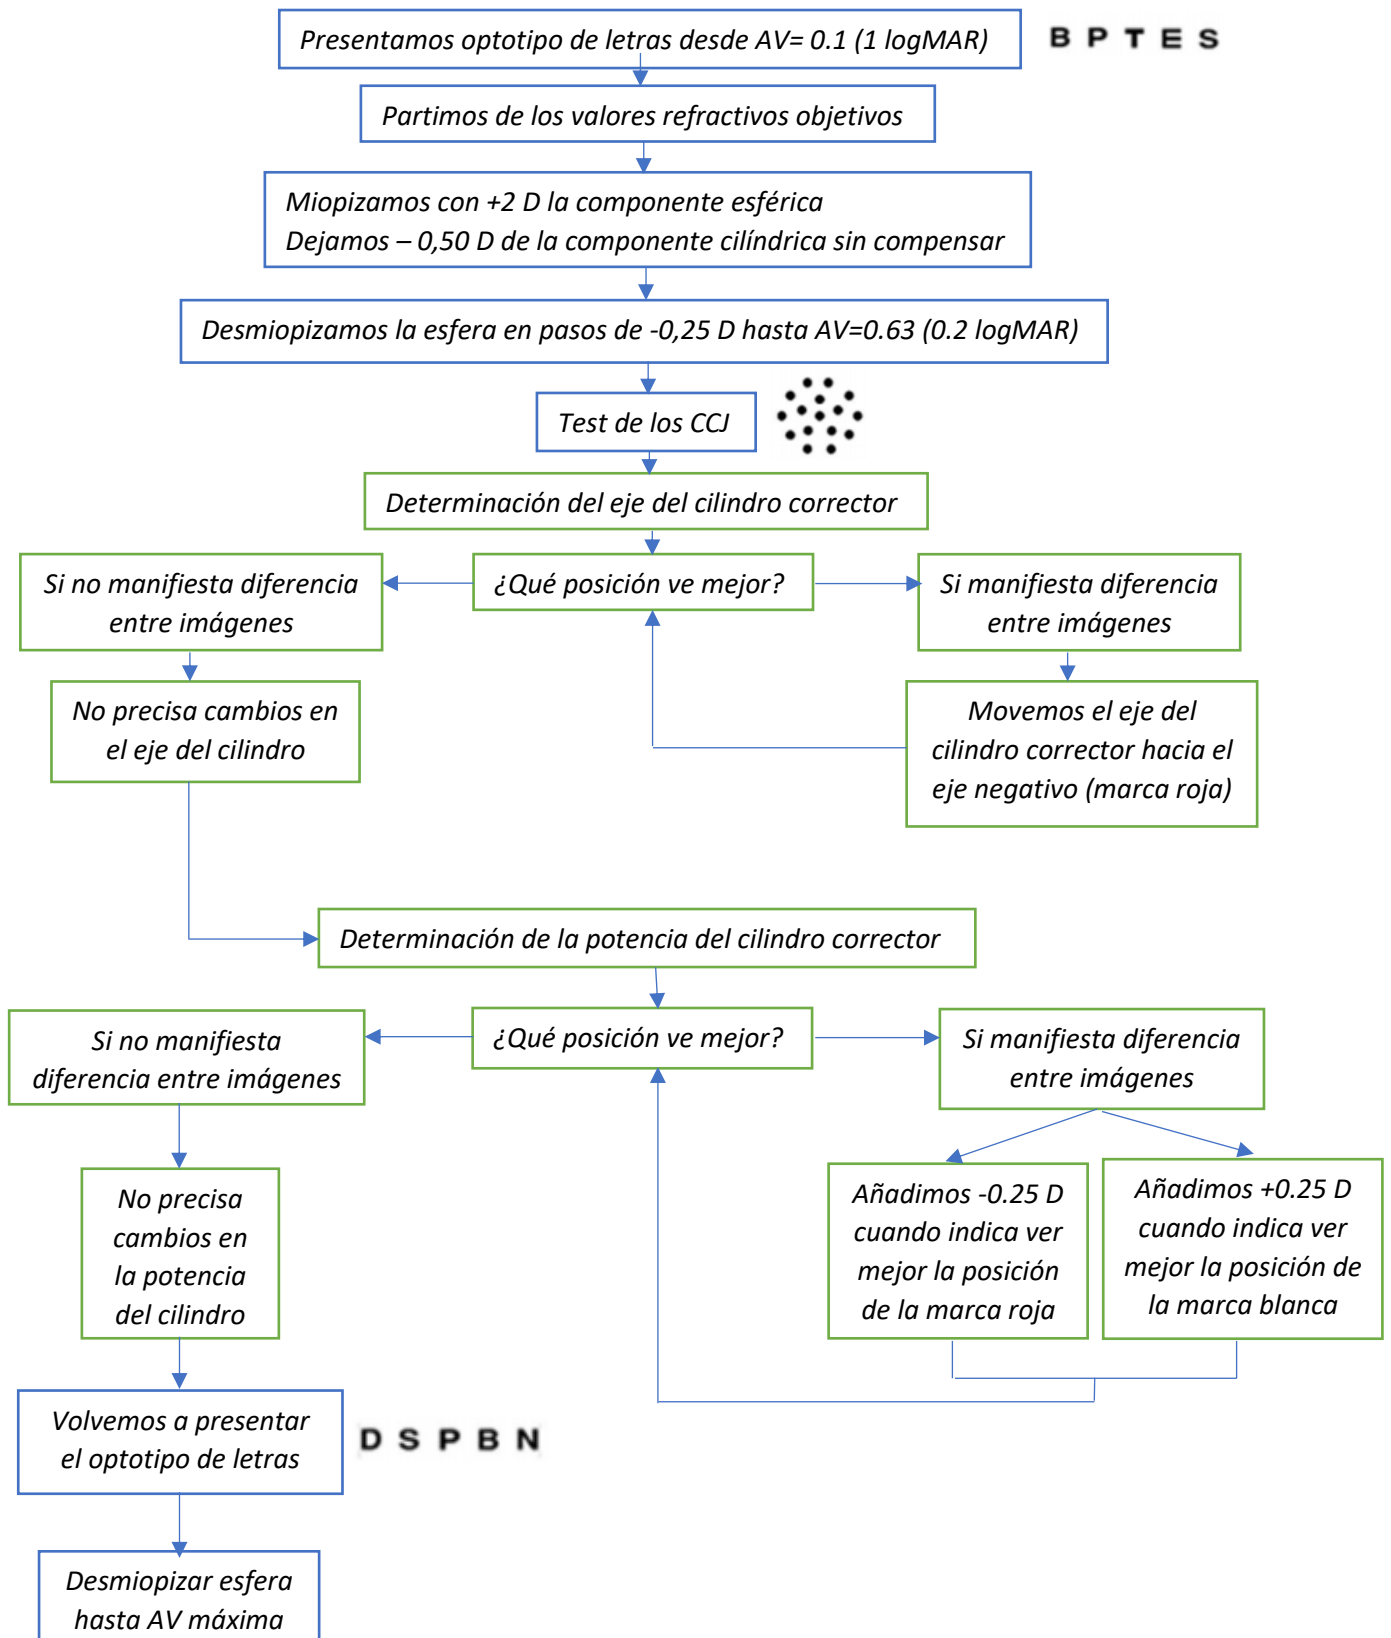 Presentamos optotipo de letras desde AV= 0.1 (1 logMAR)
B P T E S
Partimos de los valores refractivos objetivos
Miopizamos con +2 D la componente esférica
Dejamos – 0,50 D de la componente cilíndrica sin compensar
Desmiopizamos la esfera en pasos de -0,25 D hasta AV=0.63 (0.2 logMAR)
Test de los CCJ
Determinación del eje del cilindro corrector
¿Qué posición ve mejor?
Si no manifiesta diferencia
entre imágenes
Si manifiesta diferencia
entre imágenes
No precisa cambios en
el eje del cilindro
Movemos el eje del
cilindro corrector hacia el
eje negativo (marca roja)
Determinación de la potencia del cilindro corrector
¿Qué posición ve mejor?
Si no manifiesta
diferencia entre imágenes
Si manifiesta diferencia
entre imágenes
No precisa
cambios en
la potencia
del cilindro
Añadimos -0.25 D
cuando indica ver
mejor la posición
de la marca roja
Añadimos +0.25 D
cuando indica ver
mejor la posición de
la marca blanca
Volvemos a presentar
el optotipo de letras
D S P B N
Desmiopizar esfera
hasta AV máxima